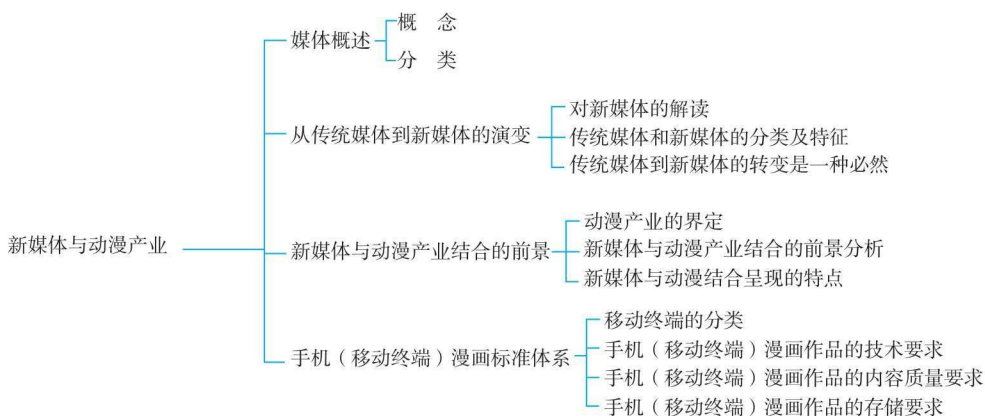 新媒体与动漫产业
媒体概述
概 念
分 类
从传统媒体到新媒体的演变
对新媒体的解读
传统媒体和新媒体的分类及特征
传统媒体到新媒体的转变是一种必然
新媒体与动漫产业结合的前景
动漫产业的界定
新媒体与动漫产业结合的前景分析
新媒体与动漫结合呈现的特点
手机（移动终端）漫画标准体系
移动终端的分类
手机（移动终端）漫画作品的技术要求
手机（移动终端）漫画作品的内容质量要求
手机（移动终端）漫画作品的存储要求